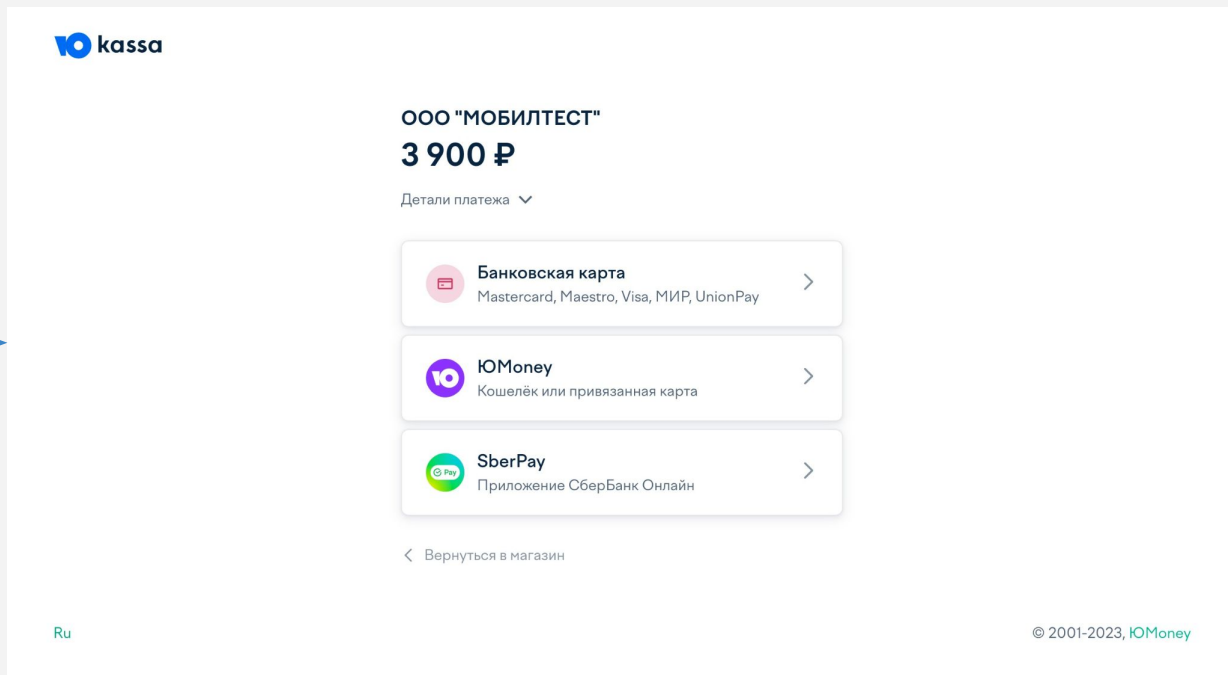 Ю kassa
ООО "МОБИЛТЕСТ"
3 900 ₽
Детали платежа
Банковская карта
Mastercard, Maestro, Visa, МИР, UnionPay
Ю
ЮMoney
Кошелёк или привязанная карта
Pay
SberPay
Приложение СберБанк Онлайн
Вернуться в магазин
Ru
© 2001-2023, ЮMoney